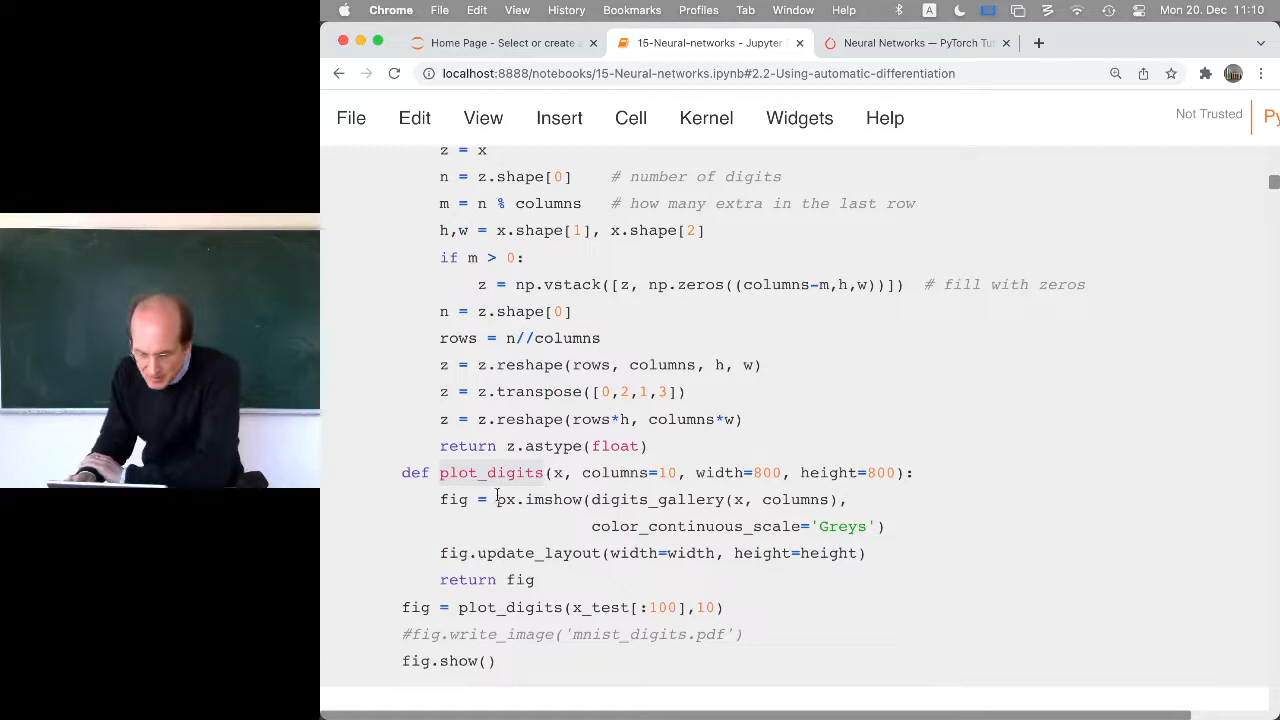 Chrome File Edit View History Bookmarks Profiles Tab Window Help A Mon 20. Dec 11:10
Home Page - Select or create a 15-Neural-networks - Jupyter Neural Networks — PyTorch Tut
localhost:8888/notebooks/15-Neural-networks.ipynb#2.2-Using-automatic-differentiation
File Edit View Insert Cell Kernel Widgets Help Not Trusted Py
z = x
n = z.shape[0] # number of digits
m = n % columns # how many extra in the last row
h,w = x.shape[1], x.shape[2]
if m > 0:
z = np.vstack([z, np.zeros((columns-m,h,w))]) # fill with zeros
n = z.shape[0]
rows = n//columns
z = z.reshape(rows, columns, h, w)
z = z.transpose([0,2,1,3])
z = z.reshape(rows*h, columns*w)
return z.astype(float)
def plot_digits(x, columns=10, width=800, height=800):
fig = px.imshow(digits_gallery(x, columns),
color_continuous_scale='Greys')
fig.update_layout(width=width, height=height)
return fig
fig = plot_digits(x_test[:100],10)
#fig.write_image('mnist_digits.pdf')
fig.show()